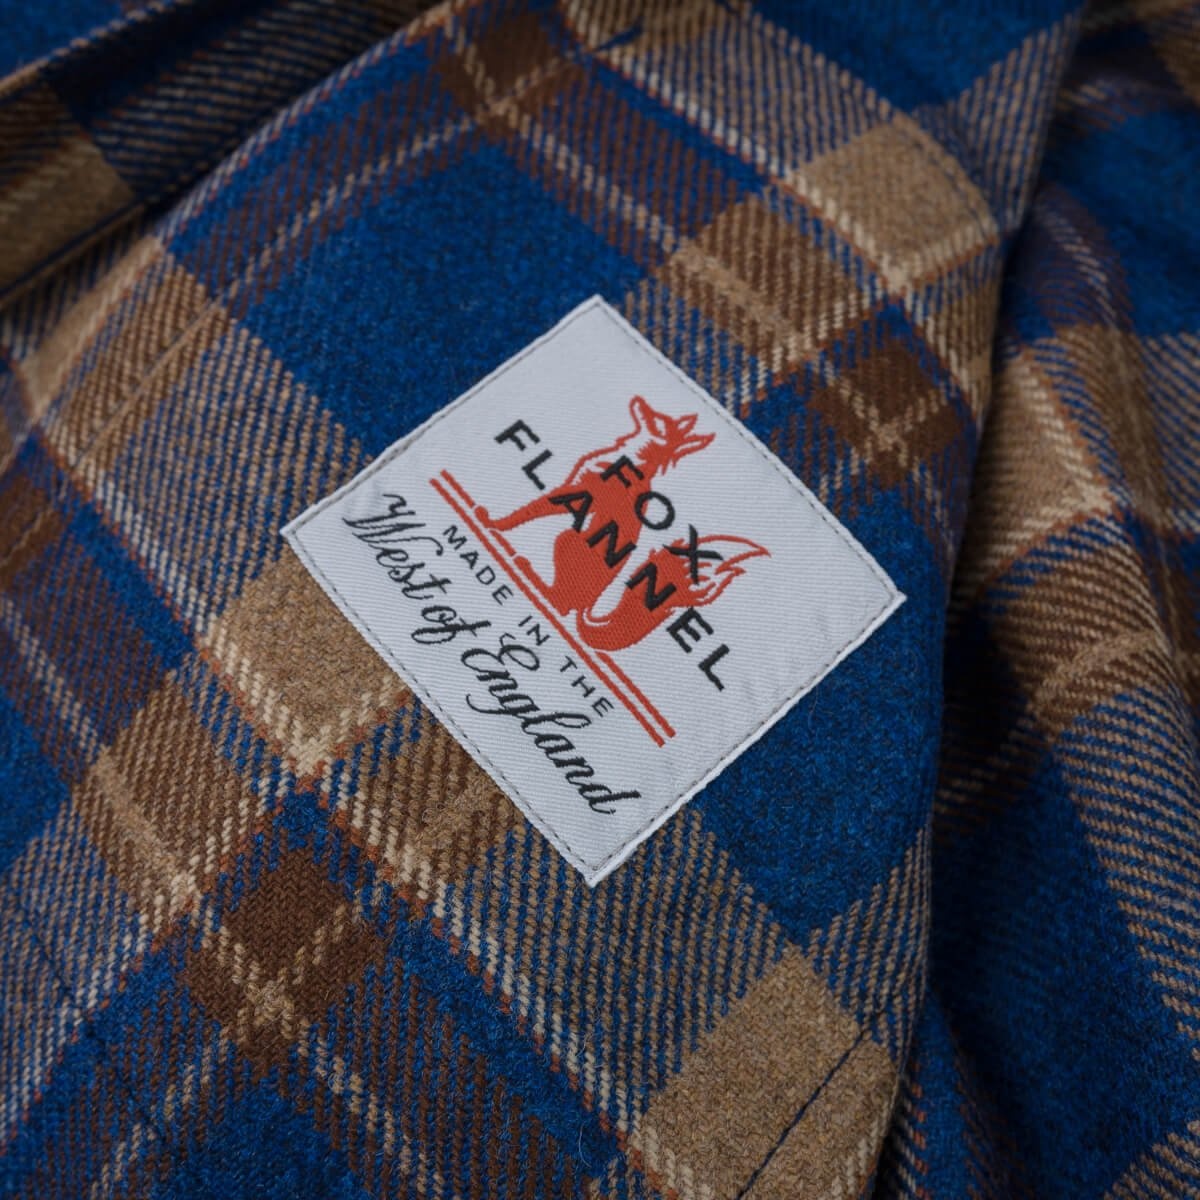 FOX
FLANNEL
MADE IN THE
West of England